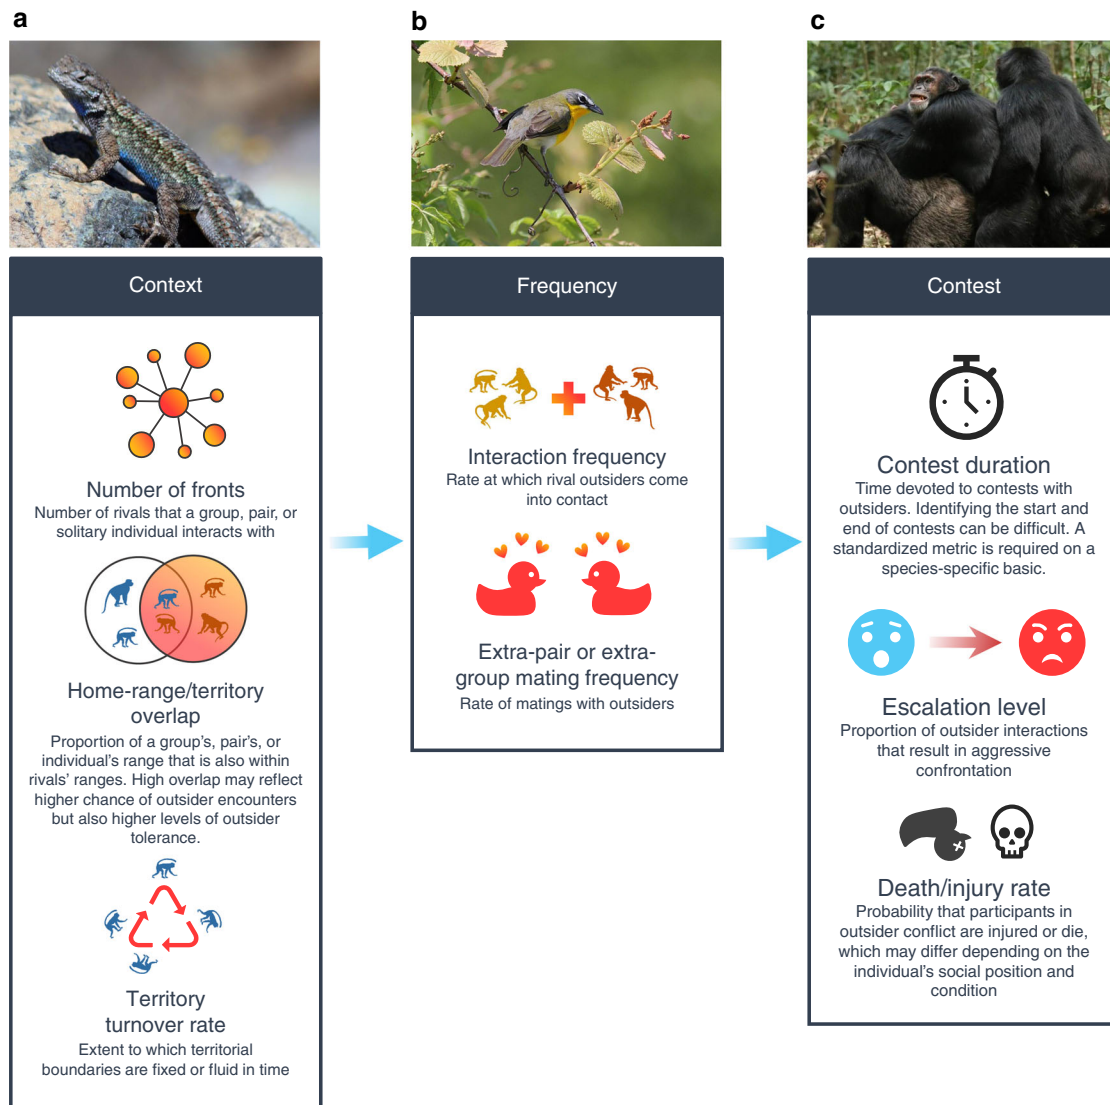 a
Context
Number of fronts
Number of rivals that a group, pair, or
solitary individual interacts with
Home-range/territory
overlap
Proportion of a group's, pair's, or
individual's range that is also within
rivals' ranges. High overlap may reflect
higher chance of outsider encounters
but also higher levels of outsider
tolerance.
Territory
turnover rate
Extent to which territorial
boundaries are fixed or fluid in time
b
Frequency
Interaction frequency
Rate at which rival outsiders come
into contact
Extra-pair or extra-
group mating frequency
Rate of matings with outsiders
c
Contest
Contest duration
Time devoted to contests with
outsiders. Identifying the start and
end of contests can be difficult. A
standardized metric is required on a
species-specific basic.
Escalation level
Proportion of outsider interactions
that result in aggressive
confrontation
Death/injury rate
Probability that participants in
outsider conflict are injured or die,
which may differ depending on the
individual's social position and
condition